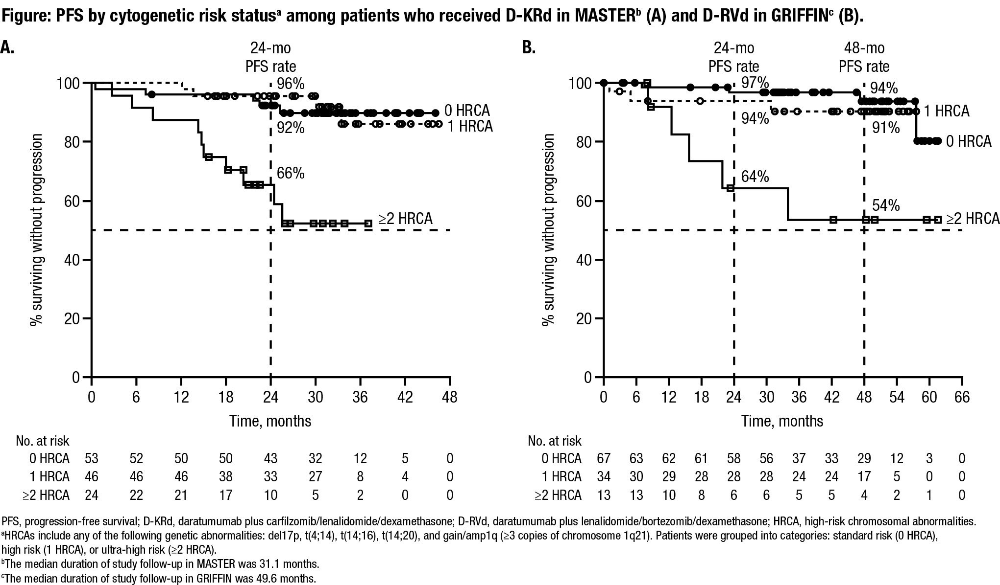 Figure: PFS by cytogenetic risk statusᵃ among patients who received D-KRd in MASTERᵇ (A) and D-RVd in GRIFFINᶜ (B).
A.
24-mo
PFS rate
100
80
60
40
20
0
% surviving without progression
96%
92%
66%
0 HRCA
1 HRCA
≥2 HRCA
0 6 12 18 24 30 36 42 48
Time, months
No. at risk
0 HRCA 53 52 50 50 43 32 12 5 0
1 HRCA 46 46 46 38 33 27 8 4 0
≥2 HRCA 24 22 21 17 10 5 2 0 0
B.
24-mo
PFS rate
48-mo
PFS rate
100
80
60
40
20
0
% surviving without progression
97%
94%
94%
91%
64%
54%
1 HRCA
0 HRCA
≥2 HRCA
0 6 12 18 24 30 36 42 48 54 60 66
Time, months
No. at risk
0 HRCA 67 63 62 61 58 56 37 33 29 12 3 0
1 HRCA 34 30 29 28 28 28 24 24 17 5 0 0
≥2 HRCA 13 13 10 8 6 6 5 5 4 2 1 0
PFS, progression-free survival; D-KRd, daratumumab plus carfilzomib/lenalidomide/dexamethasone; D-RVd, daratumumab plus lenalidomide/bortezomib/dexamethasone; HRCA, high-risk chromosomal abnormalities.
ᵃHRCAs include any of the following genetic abnormalities: del17p, t(4;14), t(14;16), t(14;20), and gain/amp1q (≥3 copies of chromosome 1q21). Patients were grouped into categories: standard risk (0 HRCA),
high risk (1 HRCA), or ultra-high risk (≥2 HRCA).
ᵇThe median duration of study follow-up in MASTER was 31.1 months.
ᶜThe median duration of study follow-up in GRIFFIN was 49.6 months.